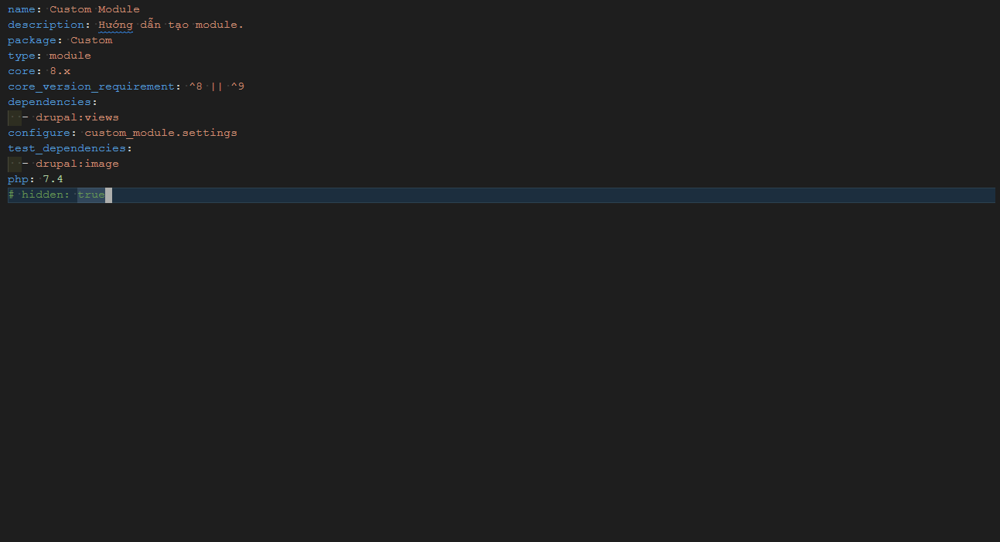 name: Custom Module
description: Hướng dẫn tạo module.
package: Custom
type: module
core: 8.x
core_version_requirement: ^8 || ^9
dependencies:
  - drupal:views
configure: custom_module.settings
test_dependencies:
  - drupal:image
php: 7.4
# hidden: true